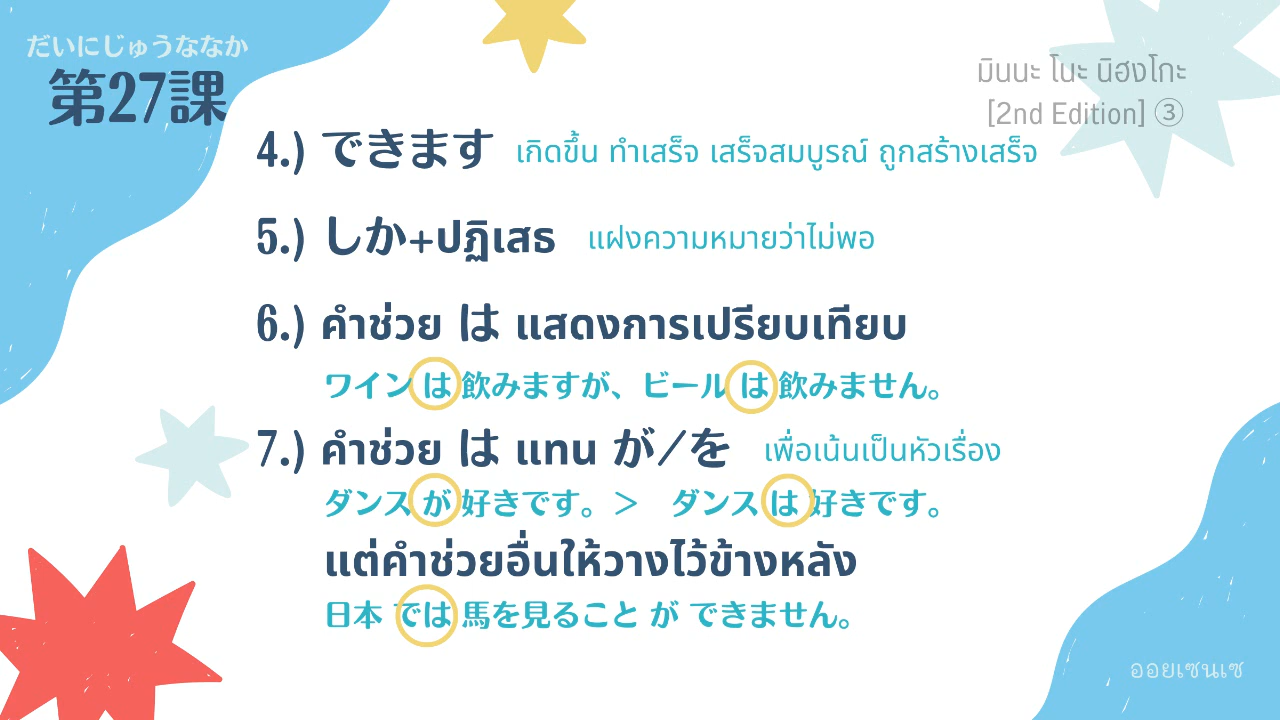 だいにじゅうななか
第27課
มินนะ โนะ นิฮงโกะ
[2nd Edition] ③
4.) できます เกิดขึ้น ทำเสร็จ เสร็จสมบูรณ์ ถูกสร้างเสร็จ
5.) しか+ปฏิเสธ แฝงความหมายว่าไม่พอ
6.) คำช่วย は แสดงการเปรียบเทียบ
ワイン は 飲みますが、ビール は 飲みません。
7.) คำช่วย は แทน が/を เพื่อเน้นเป็นหัวเรื่อง
ダンス が 好きです。> ダンス は 好きです。
แต่คำช่วยอื่นให้วางไว้ข้างหลัง
日本 では 馬を見ること が できません。
ออยเซนเซ